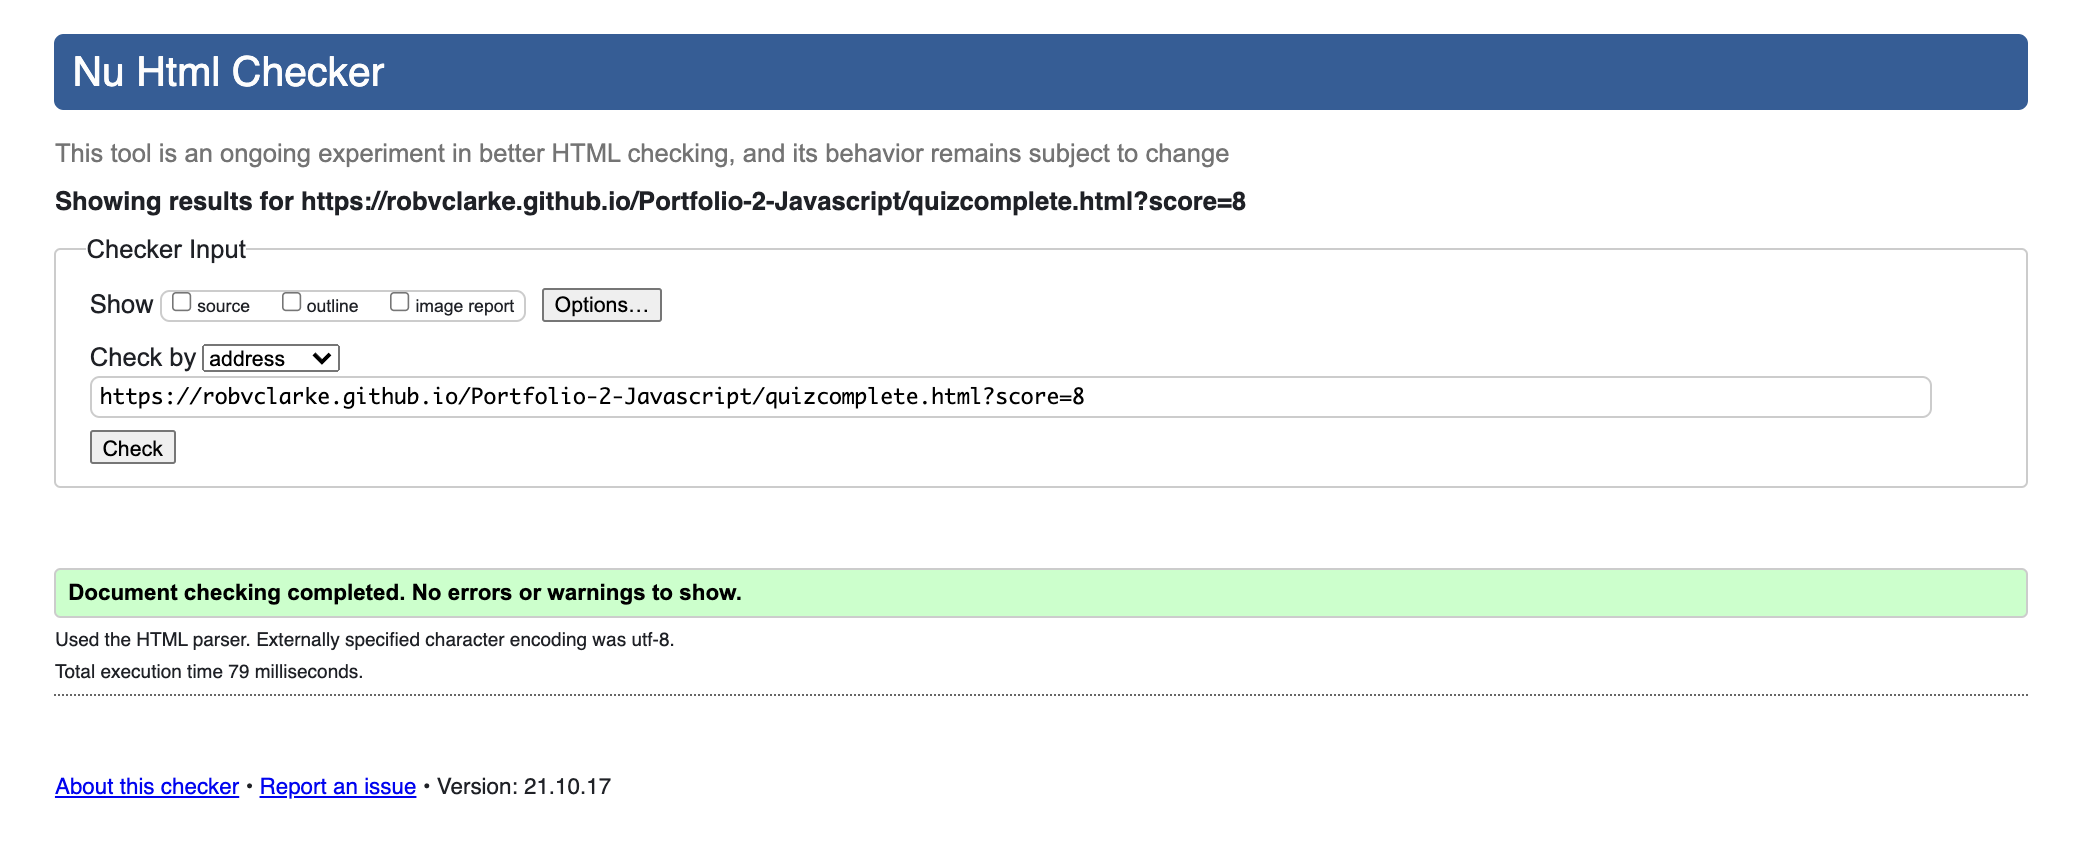 Nu Html Checker
This tool is an ongoing experiment in better HTML checking, and its behavior remains subject to change
Showing results for https://robvclarke.github.io/Portfolio-2-Javascript/quizcomplete.html?score=8
Checker Input
Show source outline image report Options...
Check by address
https://robvclarke.github.io/Portfolio-2-Javascript/quizcomplete.html?score=8
Check
Document checking completed. No errors or warnings to show.
Used the HTML parser. Externally specified character encoding was utf-8.
Total execution time 79 milliseconds.
About this checker • Report an issue • Version: 21.10.17